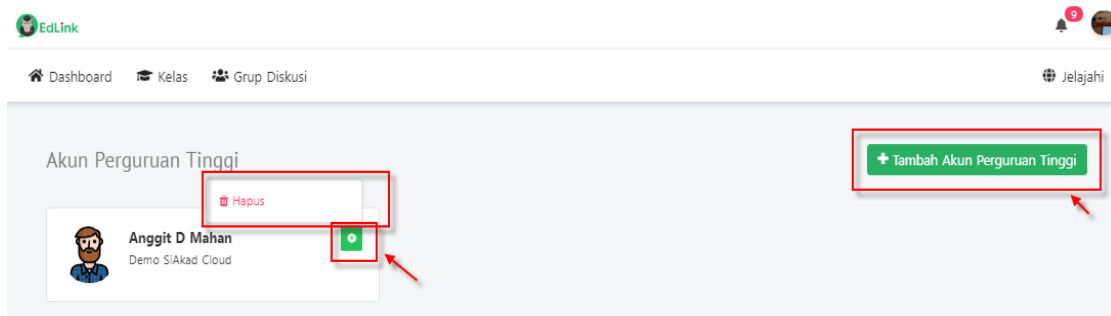 EdLink
9
Dashboard Kelas Grup Diskusi Jelajahi
Akun Perguruan Tinggi
Tambah Akun Perguruan Tinggi
Hapus
Anggit D Mahan
Demo SiAkad Cloud